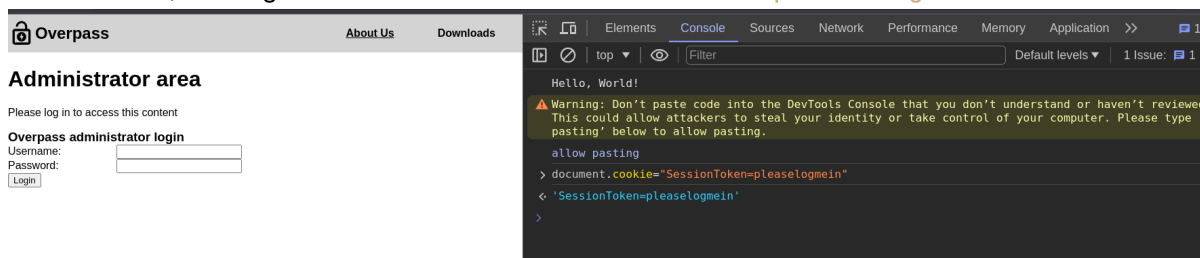 Overpass
About Us
Downloads
Administrator area
Please log in to access this content
Overpass administrator login
Username:
Password:
Login
Elements Console Sources Network Performance Memory Application
top Filter Default levels 1 Issue: 1
Hello, World!
Warning: Don’t paste code into the DevTools Console that you don’t understand or haven’t reviewe
This could allow attackers to steal your identity or take control of your computer. Please type
pasting’ below to allow pasting.
allow pasting
document.cookie="SessionToken=pleaselogmein"
'SessionToken=pleaselogmein'